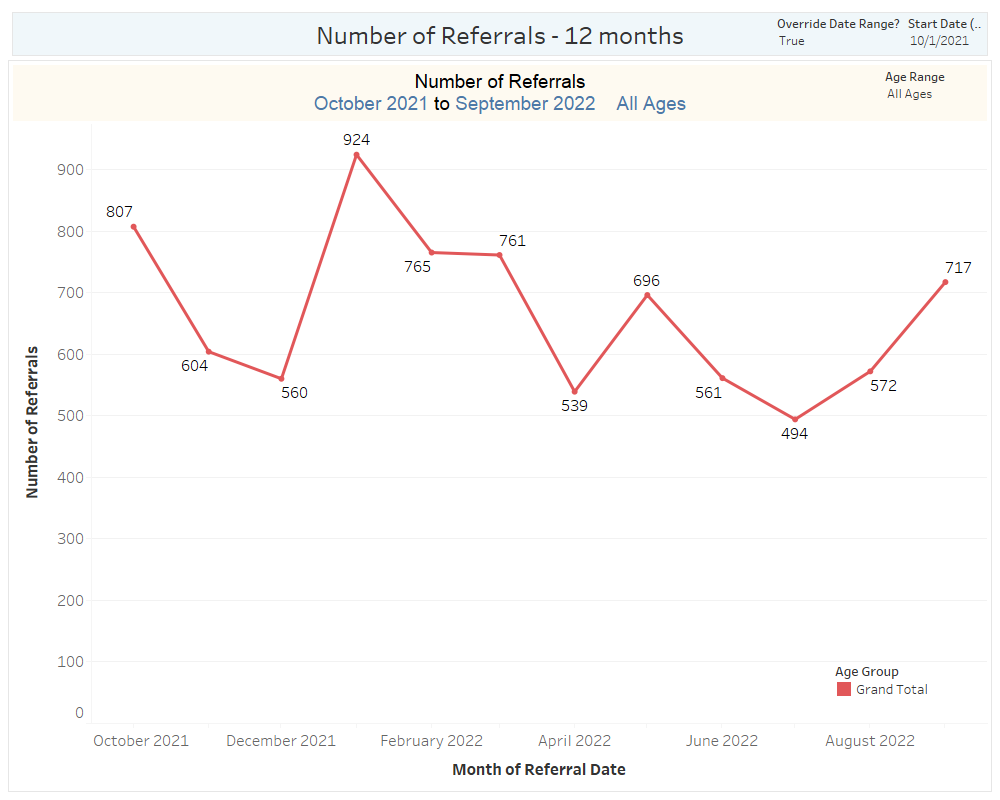 Number of Referrals - 12 months
Override Date Range? Start Date (..
True 10/1/2021
Number of Referrals
October 2021 to September 2022 All Ages
Age Range
All Ages
924
900
807
800
765
761
700
696
717
604
600
560
539
561
572
500
494
400
300
200
100
0
Number of Referrals
Age Group
Grand Total
October 2021 December 2021 February 2022 April 2022 June 2022 August 2022
Month of Referral Date